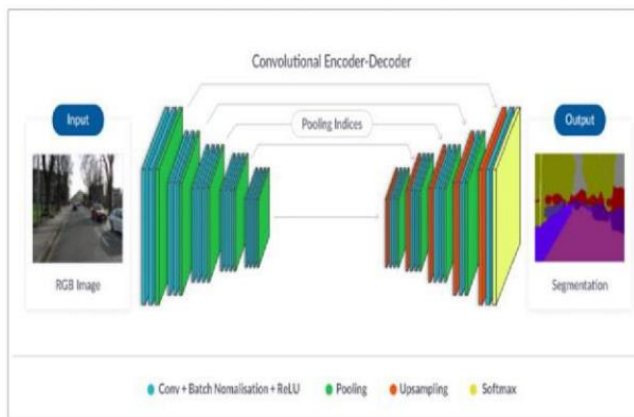 Convolutional Encoder-Decoder
Input
Pooling Indices
Output
RGB Image
Segmentation
Conv + Batch Nomalisation + ReLU
Pooling
Upsampling
Softmax